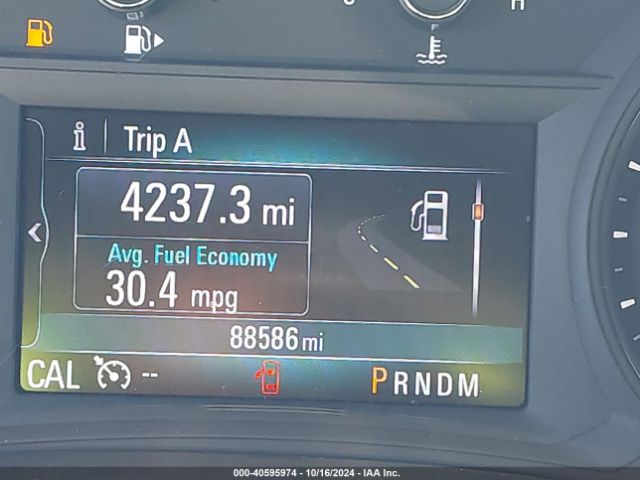 H
i Trip A
4237.3 mi
Avg. Fuel Economy
30.4 mpg
88586 mi
CAL -- PRNDM
000-40595974 - 10/16/2024 - IAA Inc.